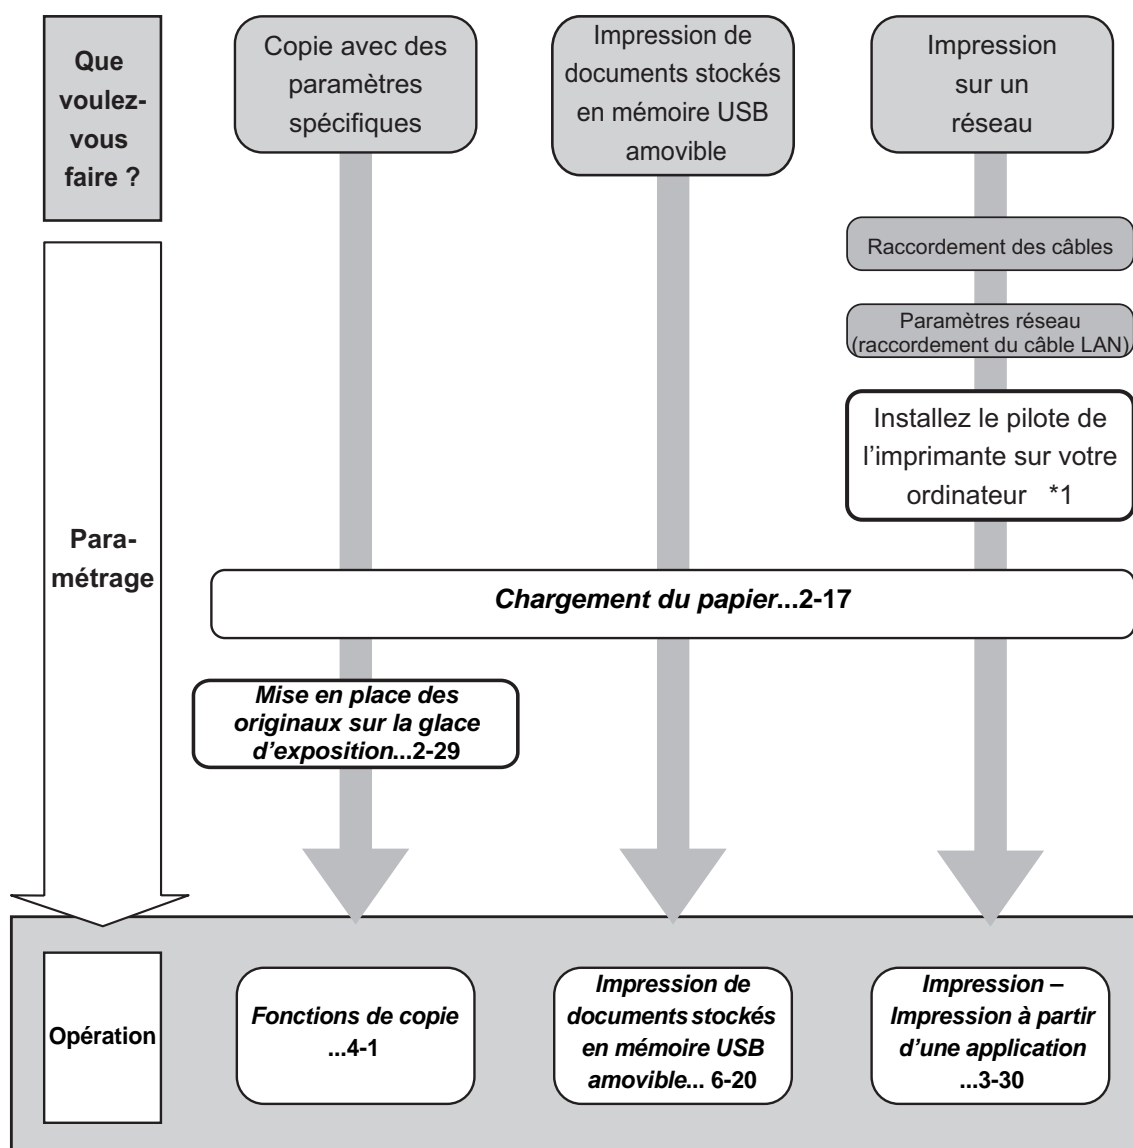 Que
voulez-
vous
faire ?
Copie avec des
paramètres
spécifiques
Impression de
documents stockés
en mémoire USB
amovible
Impression
sur un
réseau
Raccordement des câbles
Paramètres réseau
(raccordement du câble LAN)
Installez le pilote de
l’imprimante sur votre
ordinateur *1
Para-
métrage
Chargement du papier...2-17
Mise en place des
originaux sur la glace
d’exposition...2-29
Opération
Fonctions de copie
...4-1
Impression de
documents stockés
en mémoire USB
amovible... 6-20
Impression –
Impression à partir
d’une application
...3-30